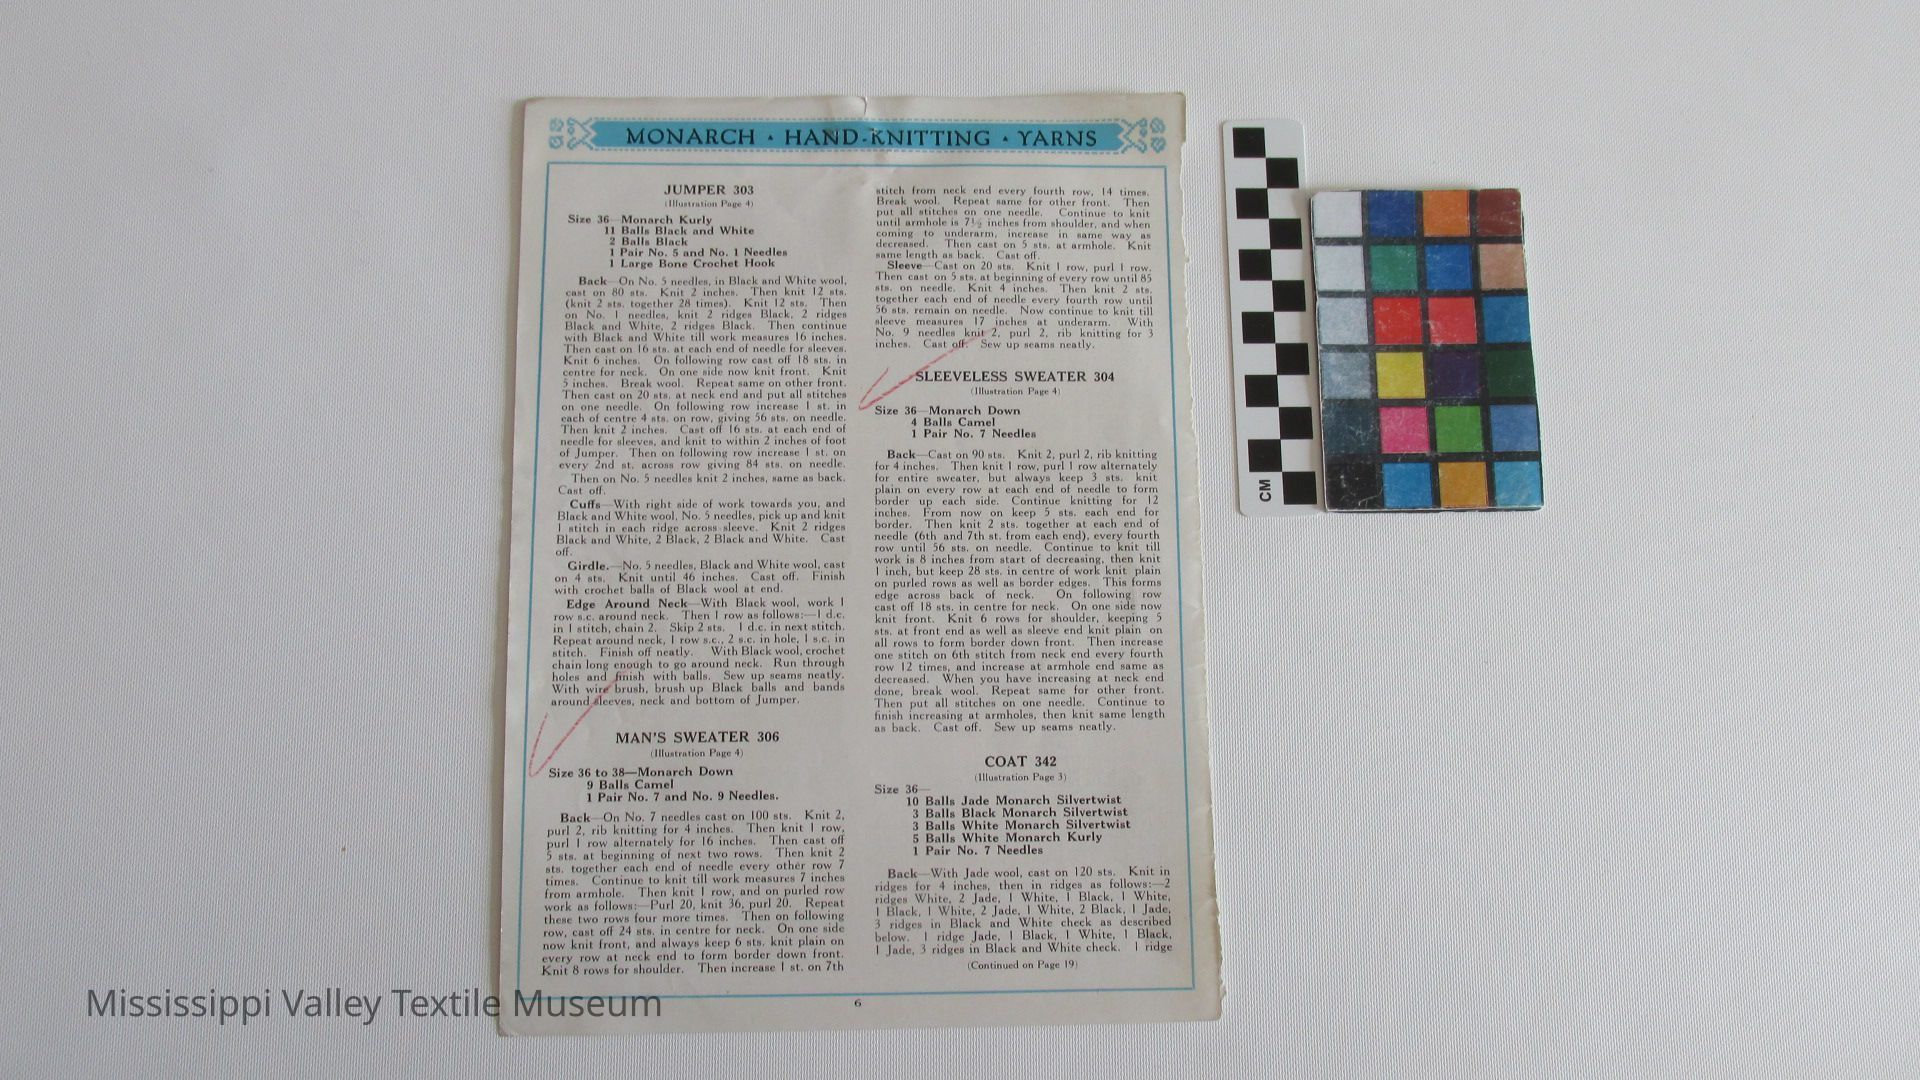 MONARCH · HAND-KNITTING · YARNS
JUMPER 303
(Illustration Page 4)
Size 36—Monarch Kurly
11 Balls Black and White
2 Balls Black
1 Pair No. 5 and No. 1 Needles
1 Large Bone Crochet Hook
Back—On No. 5 needles, in Black and White wool,
cast on 80 sts. Knit 2 inches. Then knit 12 sts.
(knit 2 sts. together 28 times). Knit 12 sts. Then
on No. 1 needles, knit 2 ridges Black, 2 ridges
Black and White, 2 ridges Black. Then continue
with Black and White till work measures 16 inches.
Then cast on 16 sts. at each end of needle for sleeves.
Knit 6 inches. On following row cast off 18 sts. in
centre for neck. On one side now knit front. Knit
5 inches. Break wool. Repeat same on other front.
Then cast on 20 sts. at neck end and put all stitches
on one needle. On following row increase 1 st. in
each of centre 4 sts. on row, giving 56 sts. on needle.
Then knit 2 inches. Cast off 16 sts. at each end of
needle for sleeves, and knit to within 2 inches of foot
of Jumper. Then on following row increase 1 st. on
every 2nd st. across row giving 84 sts. on needle.
Then on No. 5 needles knit 2 inches, same as back.
Cast off.
Cuffs—With right side of work towards you, and
Black and White wool, No. 5 needles, pick up and knit
1 stitch in each ridge across sleeve. Knit 2 ridges
Black and White, 2 Black, 2 Black and White. Cast
off.
Girdle.—No. 5 needles, Black and White wool, cast
on 4 sts. Knit until 46 inches. Cast off. Finish
with crochet balls of Black wool at end.
Edge Around Neck—With Black wool, work 1
row s.c. around neck. Then 1 row as follows:—1 d.c.
in 1 stitch, chain 2. Skip 2 sts. 1 d.c. in next stitch.
Repeat around neck, 1 row s.c., 2 s.c. in hole, 1 s.c. in
stitch. Finish off neatly. With Black wool, crochet
chain long enough to go around neck. Run through
holes and finish with balls. Sew up seams neatly.
With wire brush, brush up Black balls and bands
around sleeves, neck and bottom of Jumper.
MAN'S SWEATER 306
(Illustration Page 4)
Size 36 to 38—Monarch Down
9 Balls Camel
1 Pair No. 7 and No. 9 Needles.
Back—On No. 7 needles cast on 100 sts. Knit 2,
purl 2, rib knitting for 4 inches. Then knit 1 row,
purl 1 row alternately for 16 inches. Then cast off
5 sts. at beginning of next two rows. Then knit 2
sts. together each end of needle every other row 7
times. Continue to knit till work measures 7 inches
from armhole. Then knit 1 row, and on purled row
work as follows:—Purl 20, knit 36, purl 20. Repeat
these two rows four more times. Then on following
row, cast off 24 sts. in centre for neck. On one side
now knit front, and always keep 6 sts. knit plain on
every row at neck end to form border down front.
Knit 8 rows for shoulder. Then increase 1 st. on 7th
stitch from neck end every fourth row, 14 times.
Break wool. Repeat same for other front. Then
put all stitches on one needle. Continue to knit
until armhole is 7½ inches from shoulder, and when
coming to underarm, increase in same way as
decreased. Then cast on 5 sts. at armhole. Knit
same length as back. Cast off.
Sleeve—Cast on 20 sts. Knit 1 row, purl 1 row.
Then cast on 5 sts. at beginning of every row until 85
sts. on needle. Knit 4 inches. Then knit 2 sts.
together each end of needle every fourth row until
56 sts. remain on needle. Now continue to knit till
sleeve measures 17 inches at underarm. With
No. 9 needles knit 2, purl 2, rib knitting for 3
inches. Cast off. Sew up seams neatly.
SLEEVELESS SWEATER 304
(Illustration Page 4)
Size 36—Monarch Down
4 Balls Camel
1 Pair No. 7 Needles
Back—Cast on 90 sts. Knit 2, purl 2, rib knitting
for 4 inches. Then knit 1 row, purl 1 row alternately
for entire sweater, but always keep 3 sts. knit
plain on every row at each end of needle to form
border up each side. Continue knitting for 12
inches. From now on keep 5 sts. each end for
border. Then knit 2 sts. together at each end of
needle (6th and 7th st. from each end), every fourth
row until 56 sts. on needle. Continue to knit till
work is 8 inches from start of decreasing, then knit
1 inch, but keep 28 sts. in centre of work knit plain
on purled rows as well as border edges. This forms
edge across back of neck. On following row
cast off 18 sts. in centre for neck. On one side now
knit front. Knit 6 rows for shoulder, keeping 5
sts. at front end as well as sleeve end knit plain on
all rows to form border down front. Then increase
one stitch on 6th stitch from neck end every fourth
row 12 times, and increase at armhole end same as
decreased. When you have increasing at neck end
done, break wool. Repeat same for other front.
Then put all stitches on one needle. Continue to
finish increasing at armholes, then knit same length
as back. Cast off. Sew up seams neatly.
COAT 342
(Illustration Page 3)
Size 36—
10 Balls Jade Monarch Silvertwist
3 Balls Black Monarch Silvertwist
3 Balls White Monarch Silvertwist
5 Balls White Monarch Kurly
1 Pair No. 7 Needles
Back—With Jade wool, cast on 120 sts. Knit in
ridges for 4 inches, then in ridges as follows:—2
ridges White, 2 Jade, 1 White, 1 Black, 1 White,
1 Black, 1 White, 2 Jade, 1 White, 2 Black, 1 Jade,
3 ridges in Black and White check as described
below. 1 ridge Jade, 1 Black, 1 White, 1 Black,
1 Jade, 3 ridges in Black and White check. 1 ridge
(Continued on Page 19)
6
CM
Mississippi Valley Textile Museum